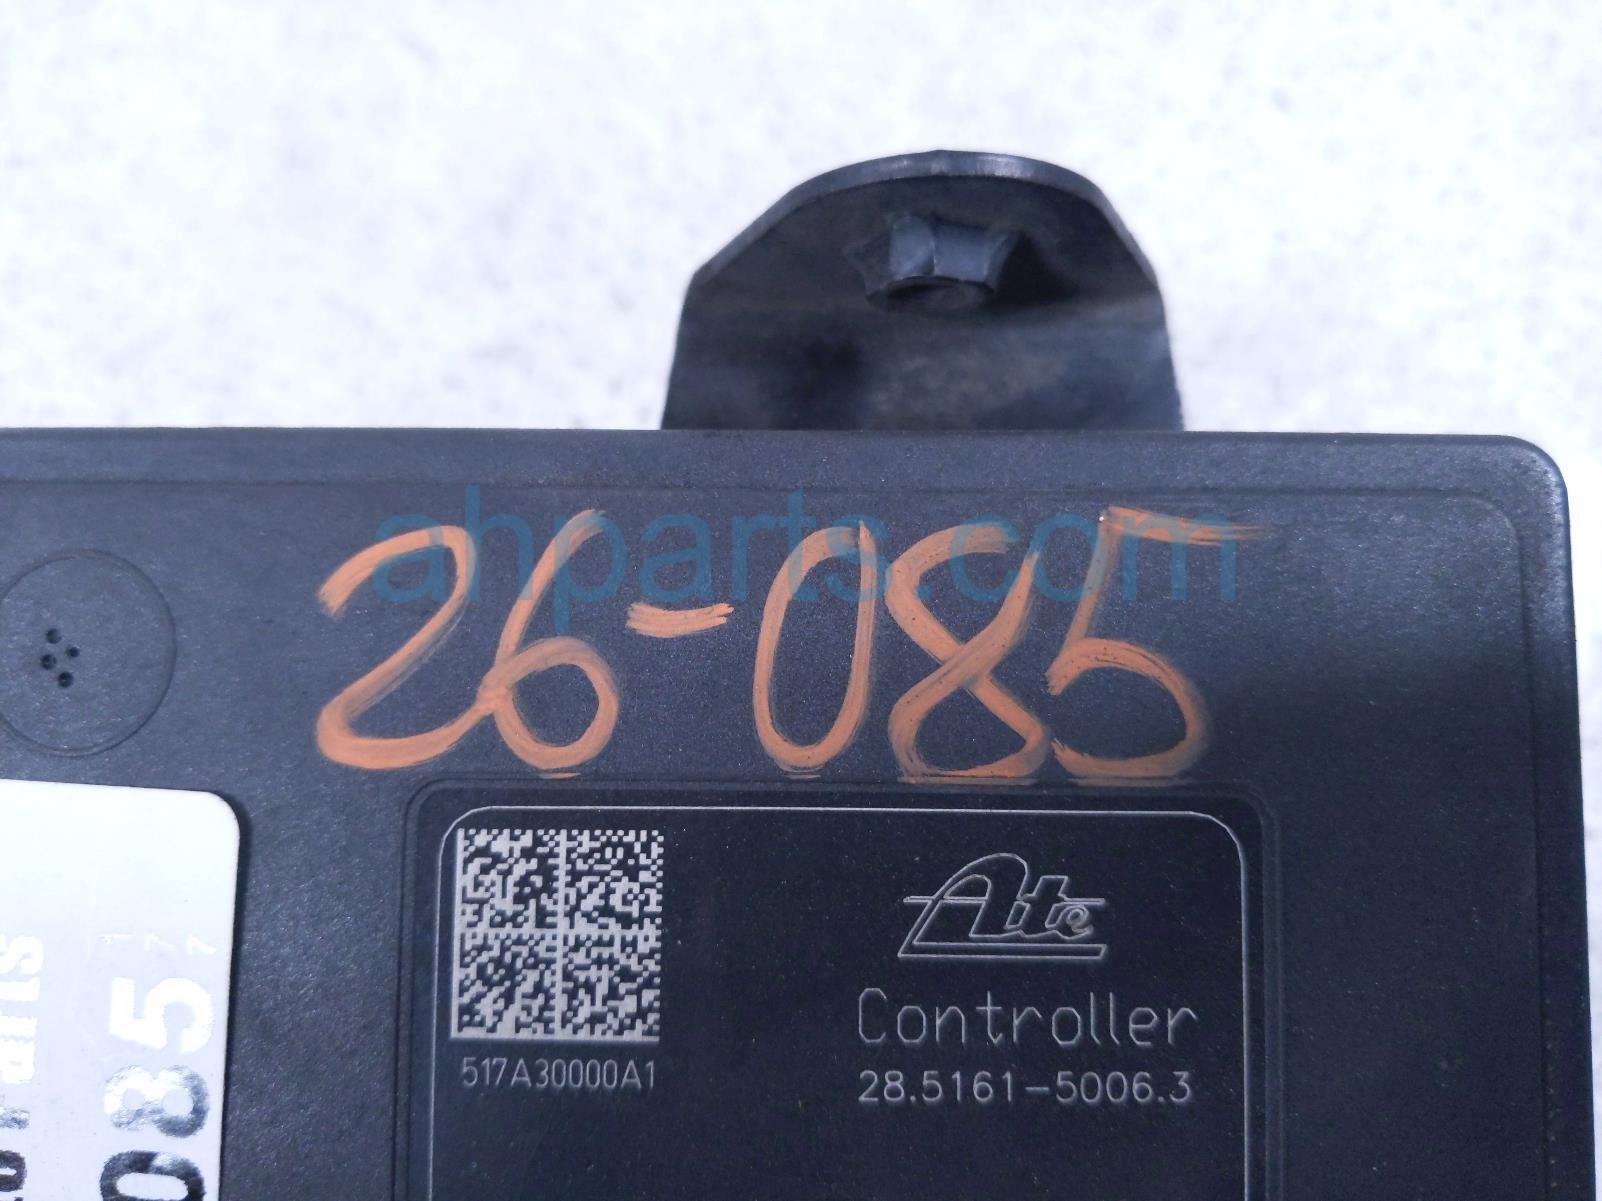 ahparts.com
26-085
Ate
Controller
517A30000A1
28.5161-5006.3
085